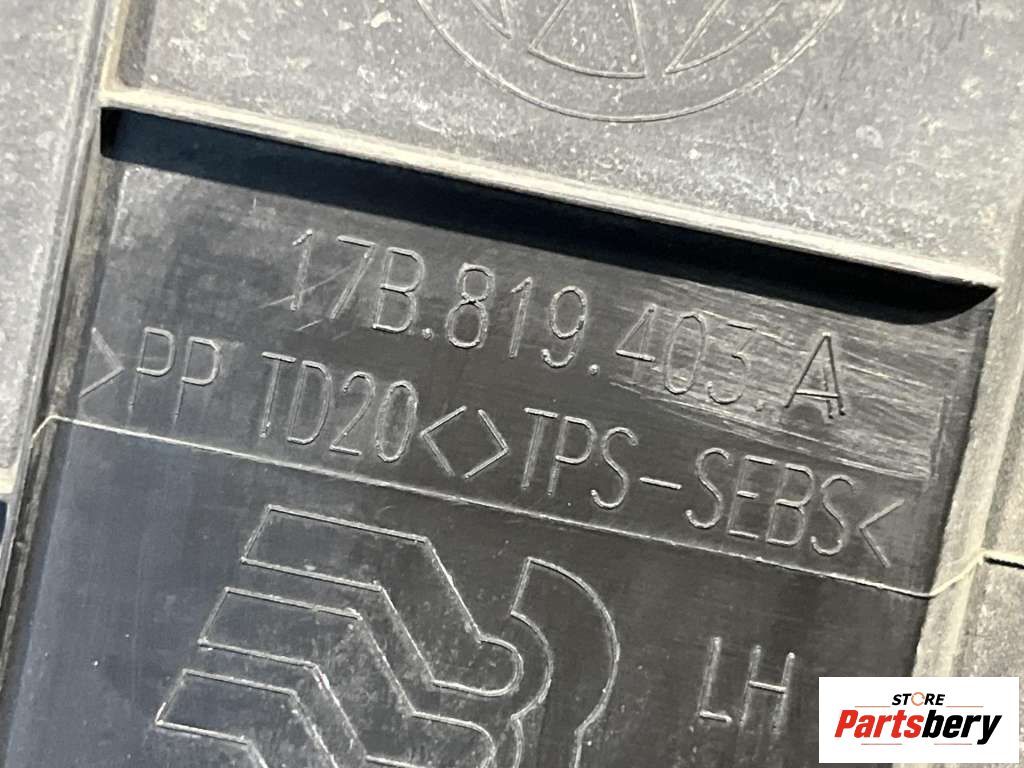 17B.819.403.A
>PP TD20<>TPS-SEBS<
LH
STORE
Partsbery